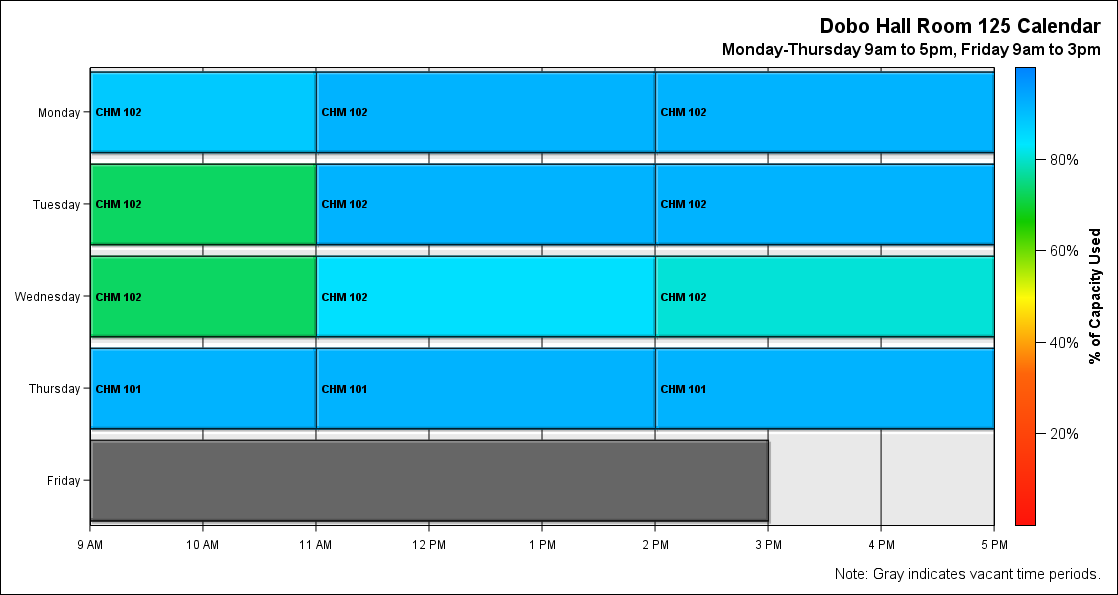 Dobo Hall Room 125 Calendar
Monday-Thursday 9am to 5pm, Friday 9am to 3pm
Monday
CHM 102
CHM 102
CHM 102
Tuesday
CHM 102
CHM 102
CHM 102
Wednesday
CHM 102
CHM 102
CHM 102
Thursday
CHM 101
CHM 101
CHM 101
Friday
9 AM
10 AM
11 AM
12 PM
1 PM
2 PM
3 PM
4 PM
5 PM
80%
60%
40%
20%
% of Capacity Used
Note: Gray indicates vacant time periods.